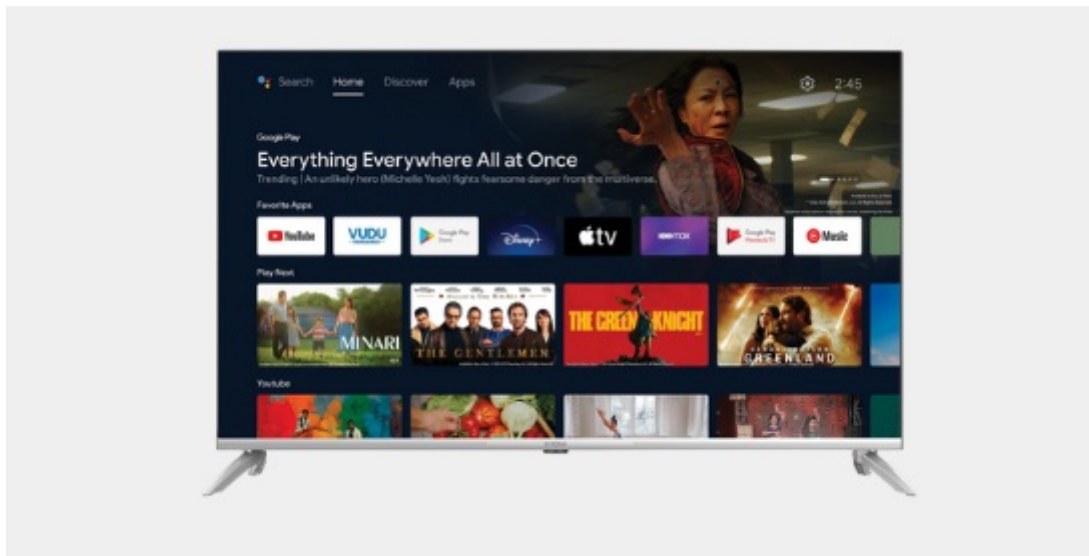 Search Home Discover Apps 2:45
Google Play
Everything Everywhere All at Once
Trending | An unlikely hero (Michelle Yeoh) fights fearsome danger from the multiverse.
Favorite Apps
YouTube VUDU Google Play Store Disney+ tv HBO max Google Play Movies & TV Music
Play Next
MINARI THE GENTLEMEN THE GREEN KNIGHT GREENLAND
Youtube